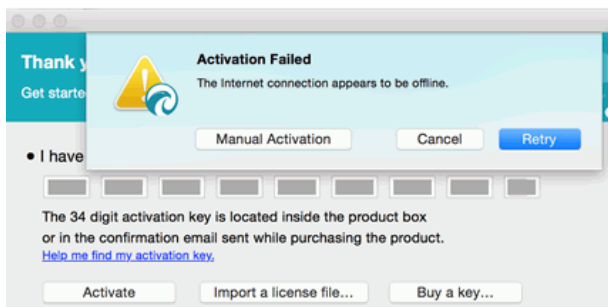 Thank y
Get starte
Activation Failed
The Internet connection appears to be offline.
Manual Activation
Cancel
Retry
• I have
The 34 digit activation key is located inside the product box
or in the confirmation email sent while purchasing the product.
Help me find my activation key.
Activate
Import a license file...
Buy a key...